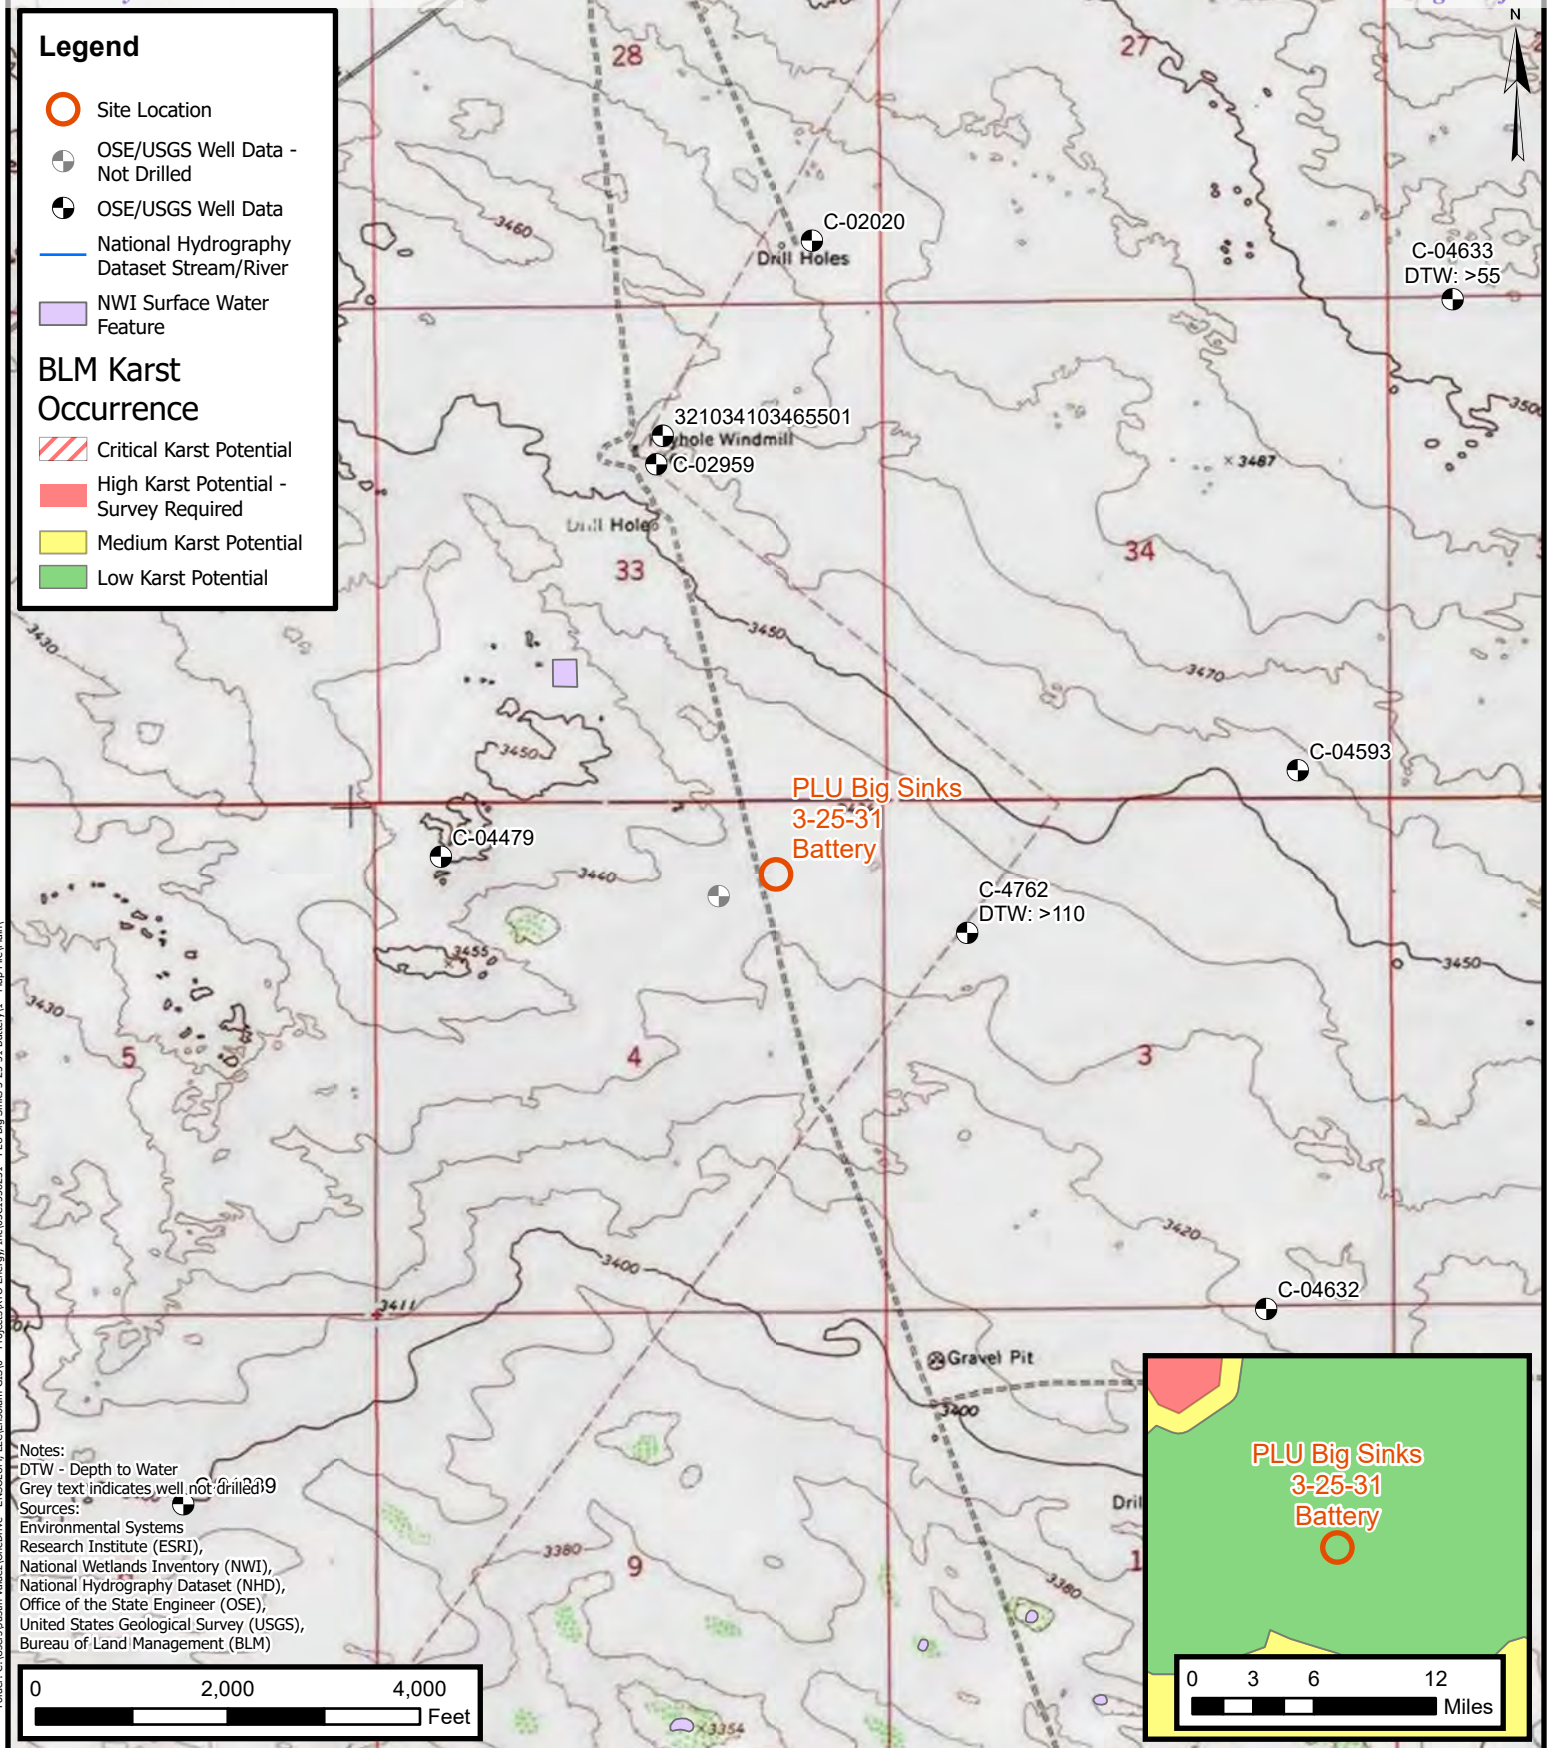 Legend
Site Location
OSE/USGS Well Data -
Not Drilled
OSE/USGS Well Data
National Hydrography
Dataset Stream/River
NWI Surface Water
Feature
BLM Karst
Occurrence
Critical Karst Potential
High Karst Potential -
Survey Required
Medium Karst Potential
Low Karst Potential
N
28
27
3460
C-02020
Drill Holes
C-04633
DTW: >55
3500
321034103465501
Windmill
C-02959
3487
Drill Holes
33
34
3430
3450
3470
3450
C-04593
PLU Big Sinks
3-25-31
Battery
C-04479
3440
C-4762
DTW: >110
3455
3450
3430
5
4
3
3420
3400
C-04632
3411
Gravel Pit
3400
Notes:
DTW - Depth to Water
Grey text indicates well not drilled
Sources:
Environmental Systems
Research Institute (ESRI),
National Wetlands Inventory (NWI),
National Hydrography Dataset (NHD),
Office of the State Engineer (OSE),
United States Geological Survey (USGS),
Bureau of Land Management (BLM)
3380
9
3380
3354
0 2,000 4,000
Feet
PLU Big Sinks
3-25-31
Battery
0 3 6 12
Miles